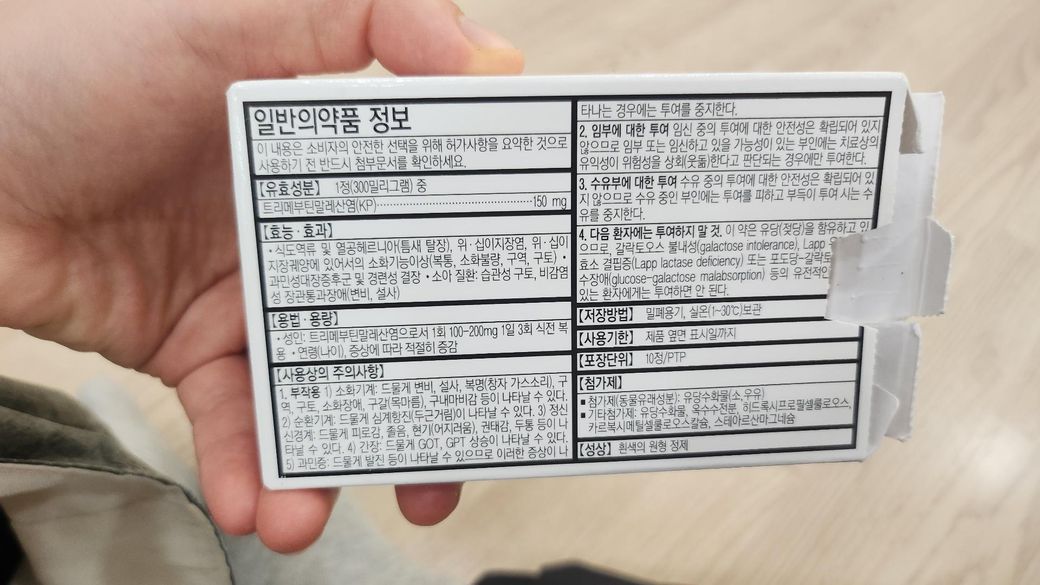 일반의약품 정보
이 내용은 소비자의 안전한 선택을 위해 허가사항을 요약한 것으로
사용하기 전 반드시 첨부문서를 확인하세요.
【유효성분】 1정(300밀리그램) 중
트리메부틴말레산염(KP)··············150 mg
【효능·효과】
•식도역류 및 열공헤르니아(틈새 탈장), 위·십이지장염, 위·십이
지장궤양에 있어서의 소화기능이상(복통, 소화불량, 구역, 구토) •
과민성대장증후군 및 경련성 결장 •소아 질환: 습관성 구토, 비감염
성 장관통과장애(변비, 설사)
【용법·용량】
•성인: 트리메부틴말레산염으로서 1회 100-200mg 1일 3회 식전 복
용 •연령(나이), 증상에 따라 적절히 증감
【사용상의 주의사항】
1. 부작용 1) 소화기계: 드물게 변비, 설사, 복명(창자 가스소리), 구
역, 구토, 소화장애, 구갈(목마름), 구내마비감 등이 나타날 수 있다.
2) 순환기계: 드물게 심계항진(두근거림)이 나타날 수 있다. 3) 정신
신경계: 드물게 피로감, 졸음, 현기(어지러움), 권태감, 두통 등이 나
타날 수 있다. 4) 간장: 드물게 GOT, GPT 상승이 나타날 수 있다.
5) 과민증: 드물게 발진 등이 나타날 수 있으므로 이러한 증상이 나
타나는 경우에는 투여를 중지한다.
2. 임부에 대한 투여 임신 중의 투여에 대한 안전성은 확립되어 있지
않으므로 임부 또는 임신하고 있을 가능성이 있는 부인에는 치료상의
유익성이 위험성을 상회(웃돎)한다고 판단되는 경우에만 투여한다.
3. 수유부에 대한 투여 수유 중의 투여에 대한 안전성은 확립되어 있
지 않으므로 수유 중인 부인에는 투여를 피하고 부득이 투여 시는 수
유를 중지한다.
4. 다음 환자에는 투여하지 말 것. 이 약은 유당(젖당)을 함유하고 있
으므로, 갈락토오스 불내성(galactose intolerance), Lapp
효소 결핍증(Lapp lactase deficiency) 또는 포도당-갈락토
수장애(glucose-galactose malabsorption) 등의 유전적인
있는 환자에게는 투여하면 안 된다.
【저장방법】 밀폐용기, 실온(1~30℃)보관
【사용기한】 제품 옆면 표시일까지
【포장단위】 10정/PTP
【첨가제】
■첨가제(동물유래성분): 유당수화물(소, 우유)
■기타첨가제: 유당수화물, 옥수수전분, 히드록시프로필셀룰로오스,
카르복시메틸셀룰로오스칼슘, 스테아르산마그네슘
【성상】 흰색의 원형 정제